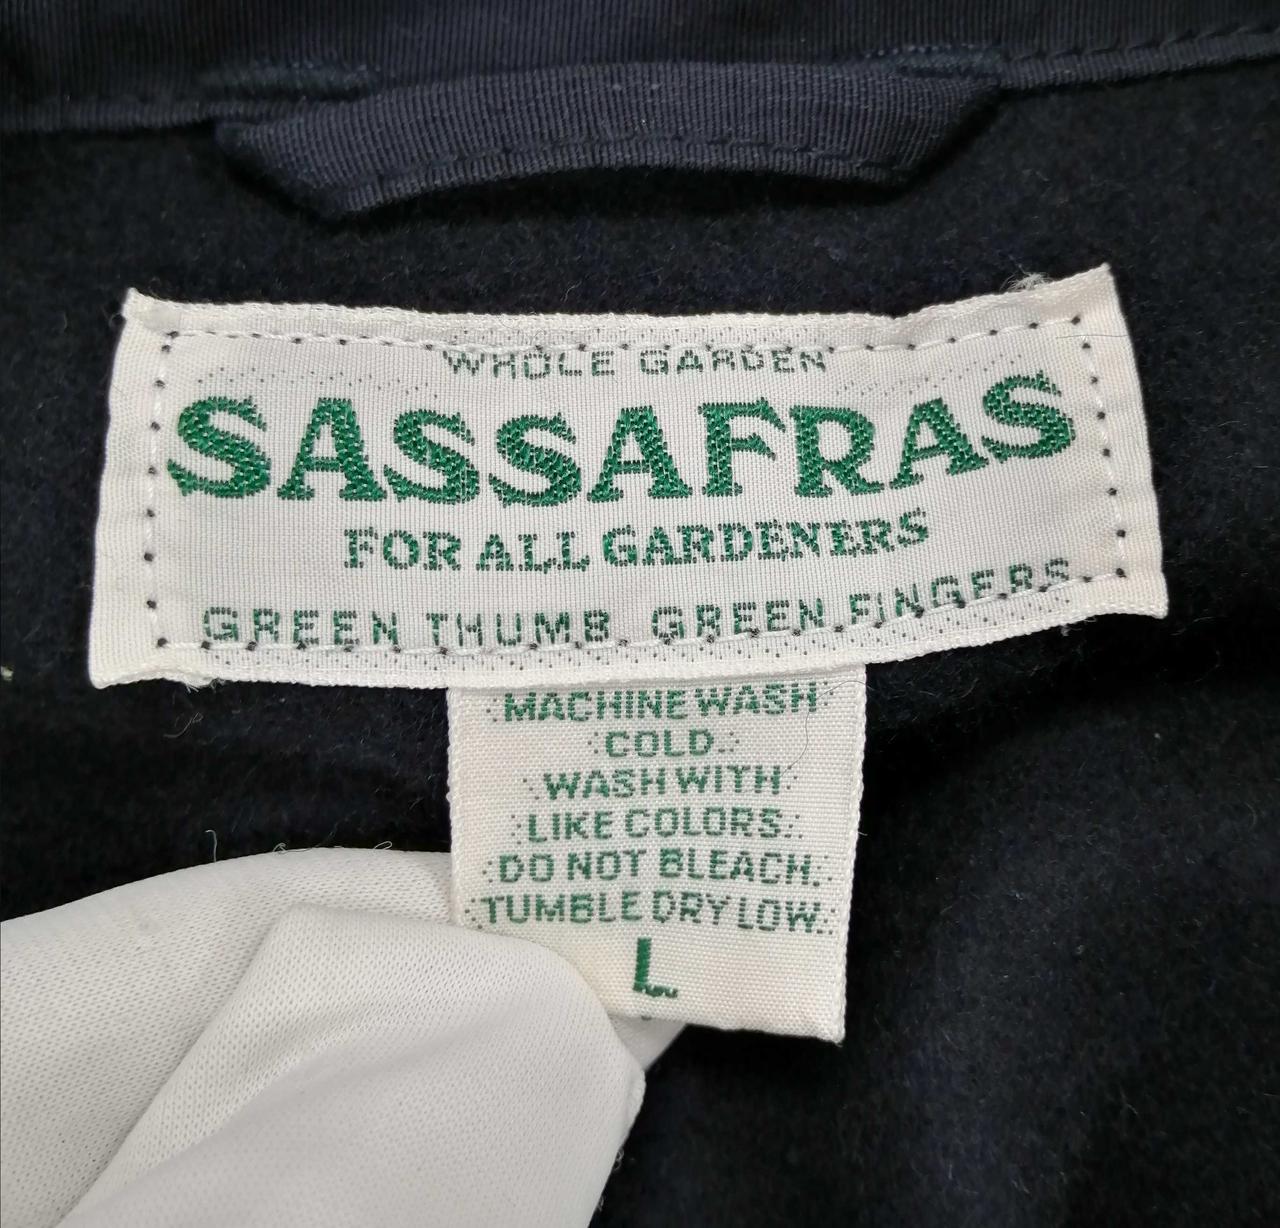 WHOLE GARDEN
SASSAFRAS
FOR ALL GARDENERS
GREEN THUMB GREEN FINGERS
MACHINE WASH
COLD.
WASH WITH
LIKE COLORS.
DO NOT BLEACH.
TUMBLE DRY LOW.
L